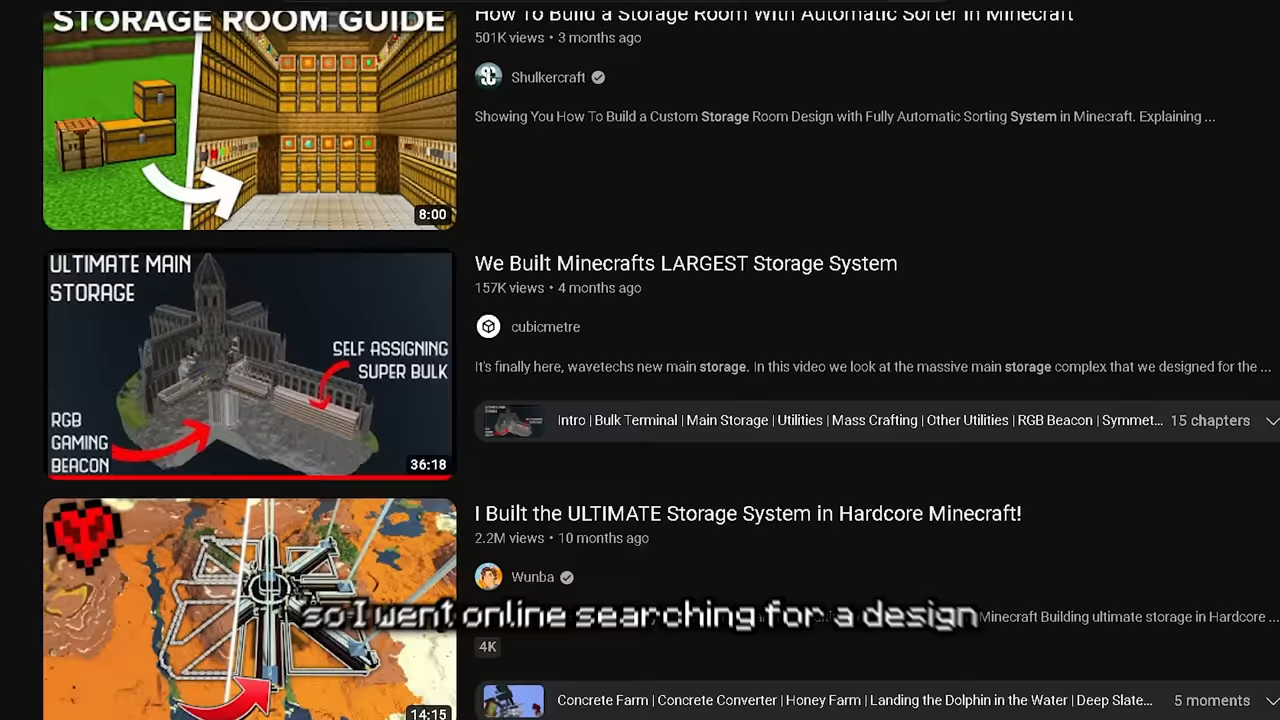 STORAGE ROOM GUIDE
8:00
How To Build a Storage Room With Automatic Sorter In Minecraft
501K views • 3 months ago
Shulkercraft
Showing You How To Build a Custom Storage Room Design with Fully Automatic Sorting System in Minecraft. Explaining ...
ULTIMATE MAIN
STORAGE
SELF ASSIGNING
SUPER BULK
RGB
GAMING
BEACON
36:18
We Built Minecrafts LARGEST Storage System
157K views • 4 months ago
cubicmetre
It's finally here, wavetechs new main storage. In this video we look at the massive main storage complex that we designed for the ...
Intro | Bulk Terminal | Main Storage | Utilities | Mass Crafting | Other Utilities | RGB Beacon | Symmet... 15 chapters
14:15
I Built the ULTIMATE Storage System in Hardcore Minecraft!
2.2M views • 10 months ago
Wunba
Minecraft Building ultimate storage in Hardcore ...
so I went online searching for a design
4K
Concrete Farm | Concrete Converter | Honey Farm | Landing the Dolphin in the Water | Deep Slate... 5 moments